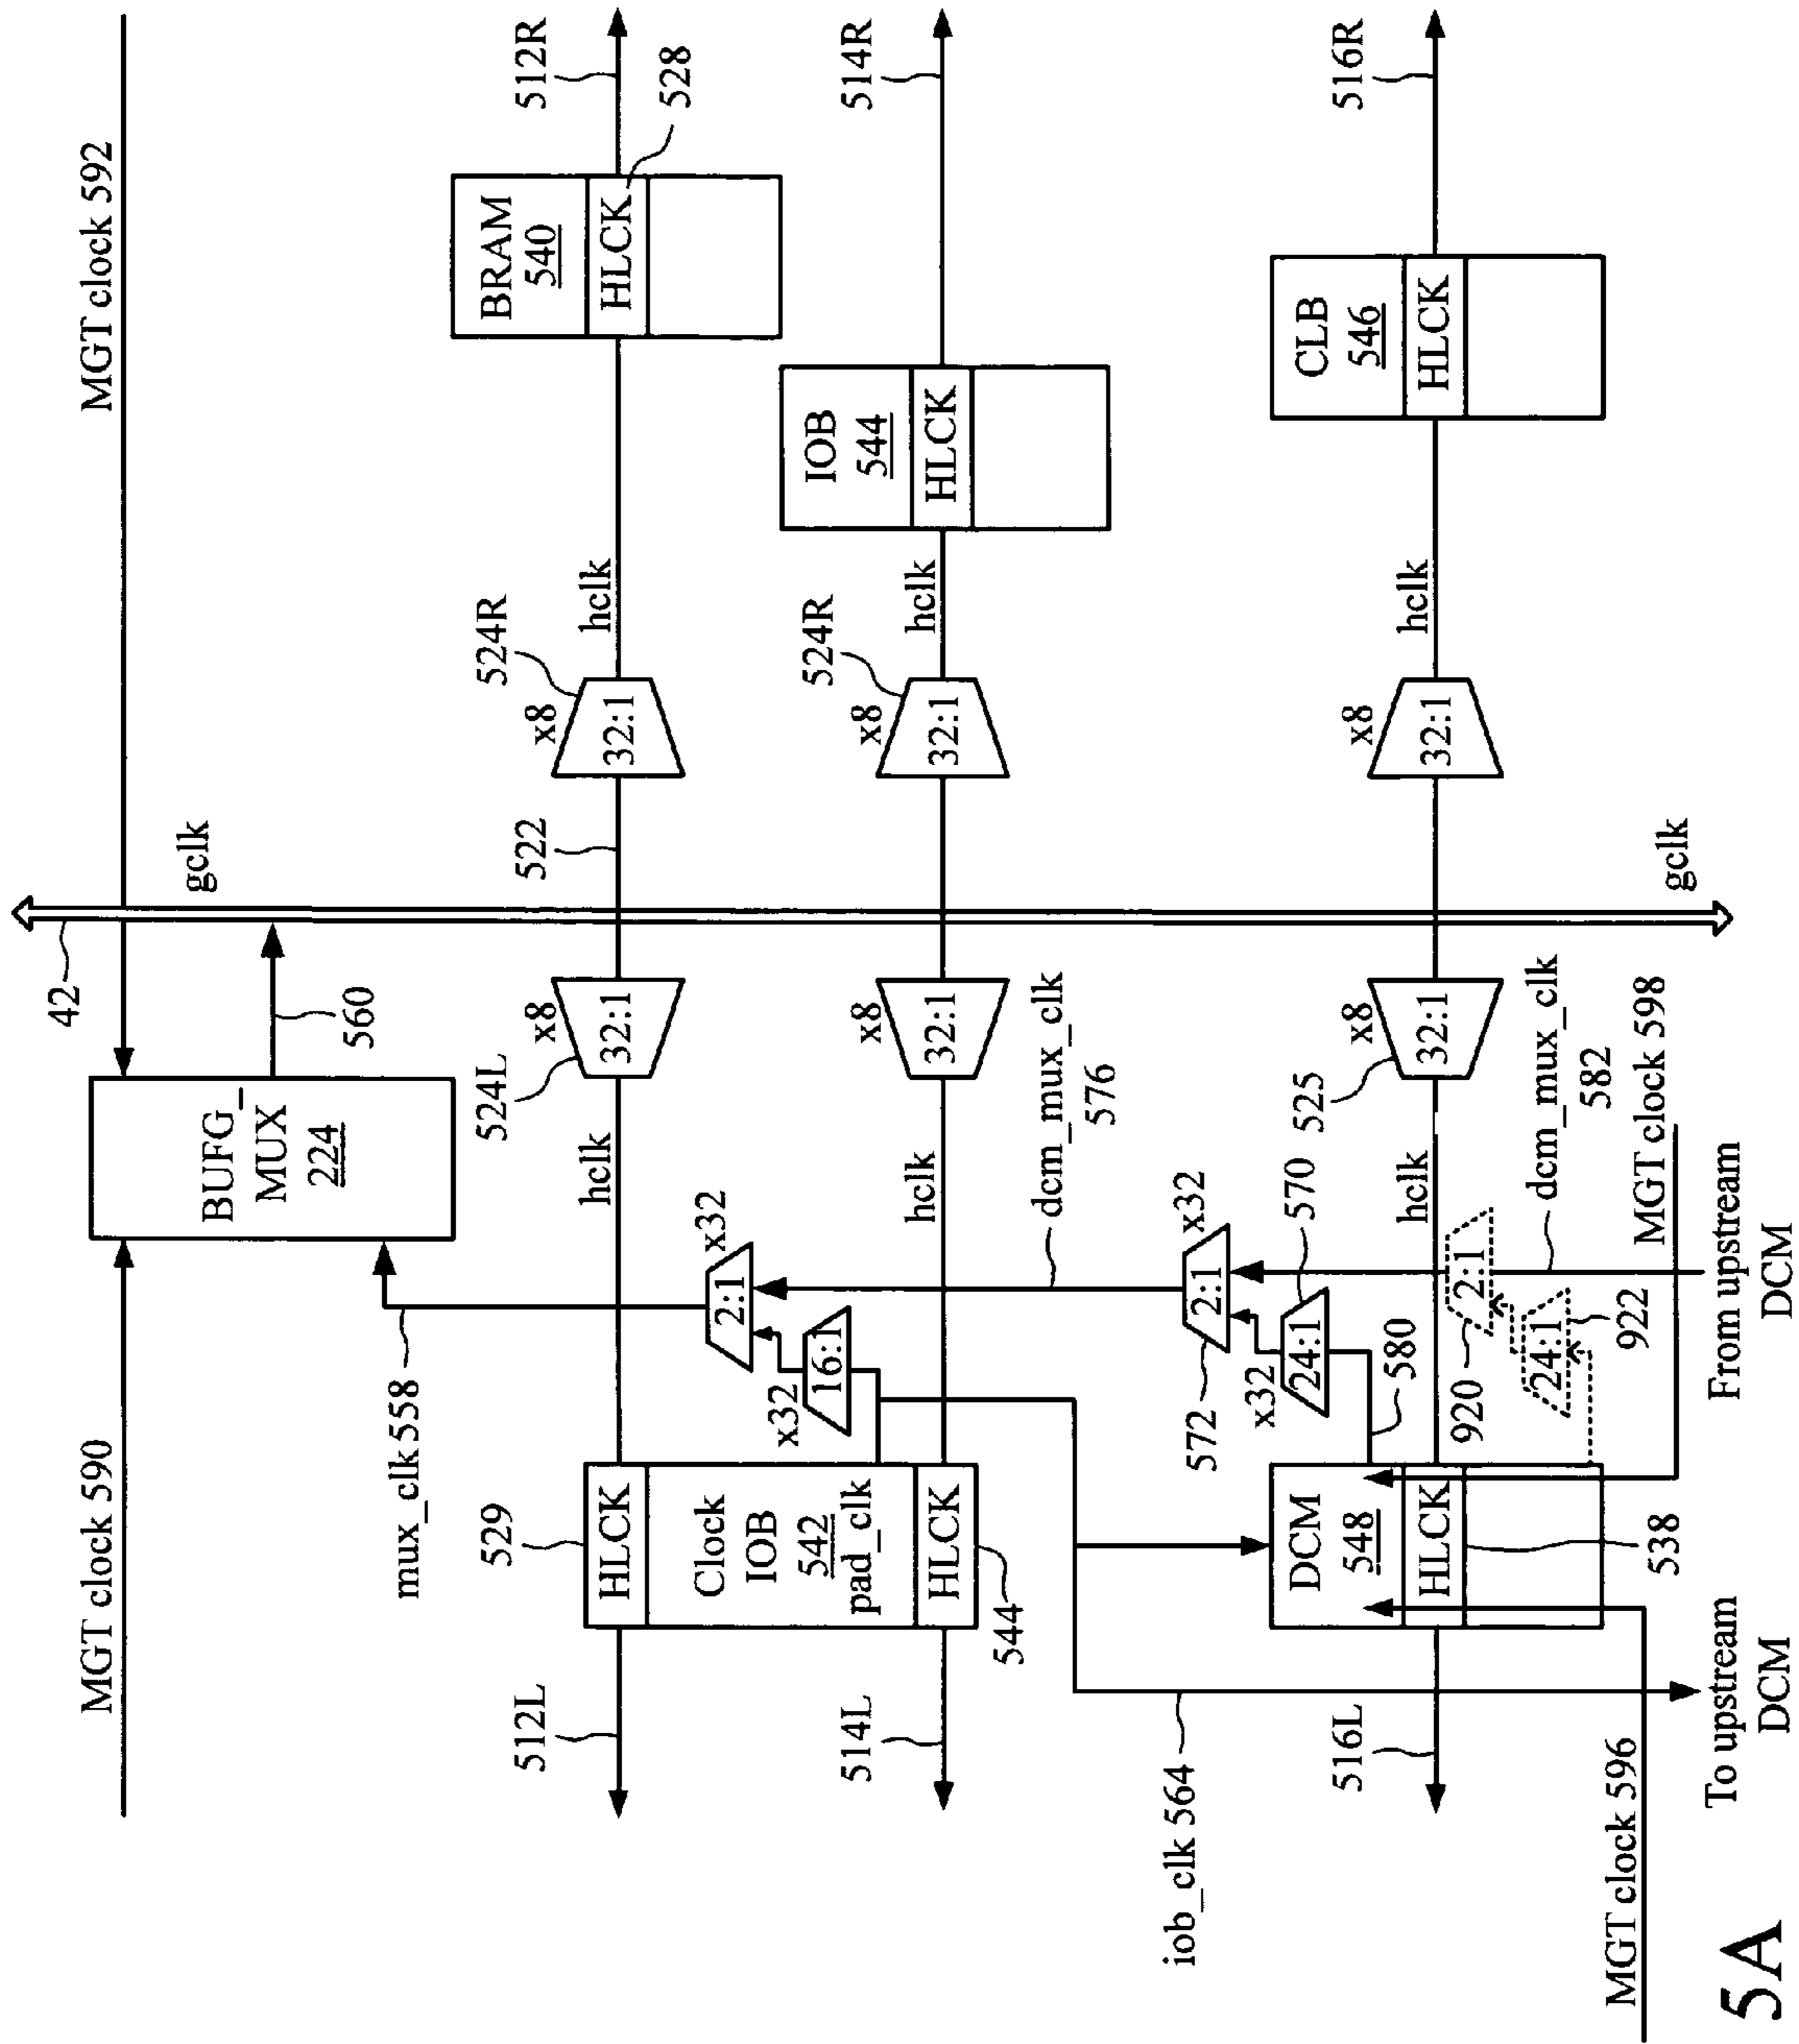 MGT clock 590
MGT clock 592
BUFG_
MUX
224
42
gclk
560
mux_clk 558
512L
529
HLCK
hclk
524L
x8
32:1
522
x8
32:1
524R
hclk
BRAM
540
HLCK
528
512R
Clock
IOB
542
pad_clk
x32
2:1
x32
16:1
514L
HLCK
544
hclk
x8
32:1
x8
32:1
524R
hclk
IOB
544
HLCK
514R
dcm_mux_clk
576
iob_clk 564
572
2:1
x32
x32
24:1
570
580
DCM
548
HLCK
538
516L
hclk
525
x8
32:1
x8
32:1
hclk
CLB
546
HLCK
516R
920
2:1
24:1
922
dcm_mux_clk
582
MGT clock 598
MGT clock 596
gclk
To upstream
DCM
From upstream
DCM
5A